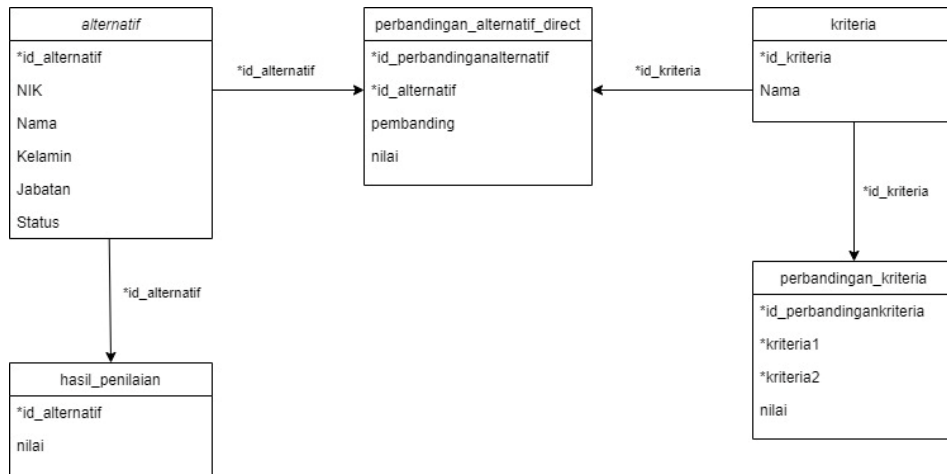 alternatif
*id_alternatif
NIK
Nama
Kelamin
Jabatan
Status
*id_alternatif
perbandingan_alternatif_direct
*id_perbandinganalternatif
*id_alternatif
pembanding
nilai
*id_kriteria
kriteria
*id_kriteria
Nama
*id_kriteria
perbandingan_kriteria
*id_perbandingankriteria
*kriteria1
*kriteria2
nilai
*id_alternatif
hasil_penilaian
*id_alternatif
nilai